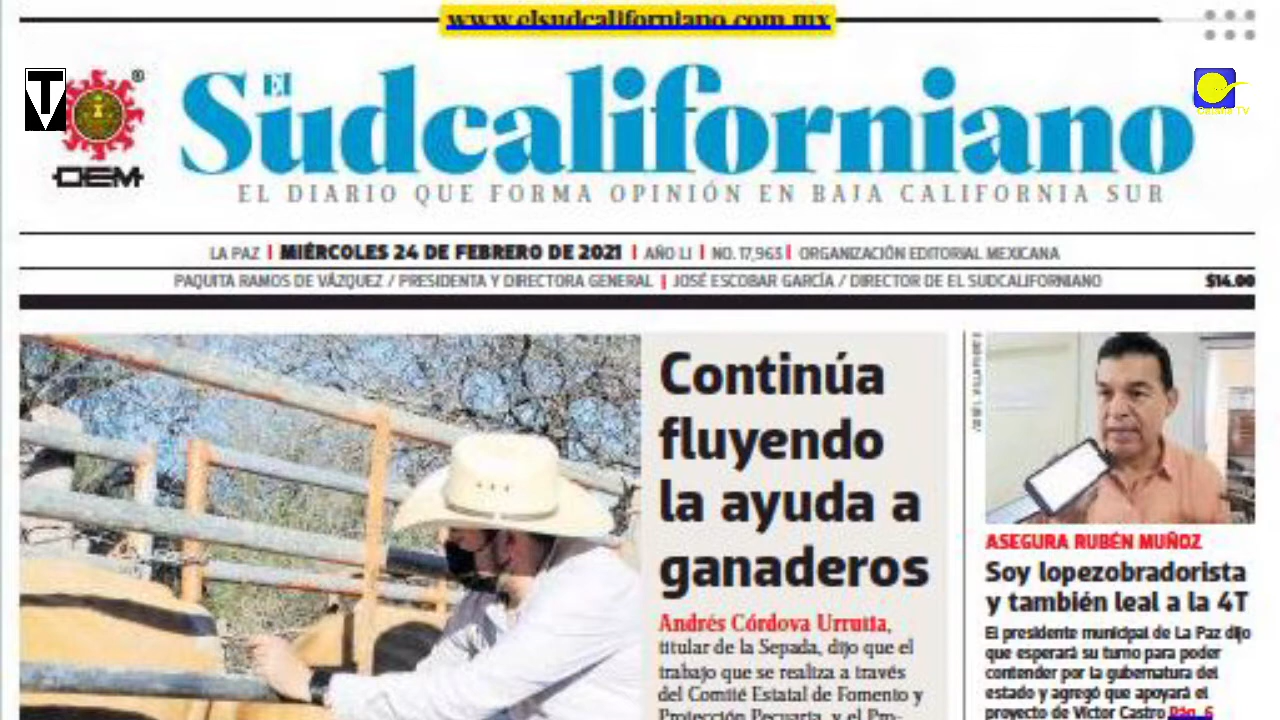 www.elsudcaliforniano.com.mx
T
V
OEM
El
Sudcaliforniano
EL DIARIO QUE FORMA OPINIÓN EN BAJA CALIFORNIA SUR
LA PAZ | MIÉRCOLES 24 DE FEBRERO DE 2021 | AÑO LI | NO. 17,963 | ORGANIZACIÓN EDITORIAL MEXICANA
PAQUITA RAMOS DE VÁZQUEZ / PRESIDENTA Y DIRECTORA GENERAL | JOSÉ ESCOBAR GARCÍA / DIRECTOR DE EL SUDCALIFORNIANO
$14.00
Continúa
fluyendo
la ayuda a
ganaderos
Andrés Córdova Urrutia,
titular de la Sepada, dijo que el
trabajo que se realiza a través
del Comité Estatal de Fomento y
Protección Pecuaria, y el Pro-
ASEGURA RUBÉN MUÑOZ
Soy lopezobradorista
y también leal a la 4T
El presidente municipal de La Paz dijo
que esperará su turno para poder
contender por la gubernatura del
estado y agregó que apoyará el
proyecto de Víctor Castro Pág. 6